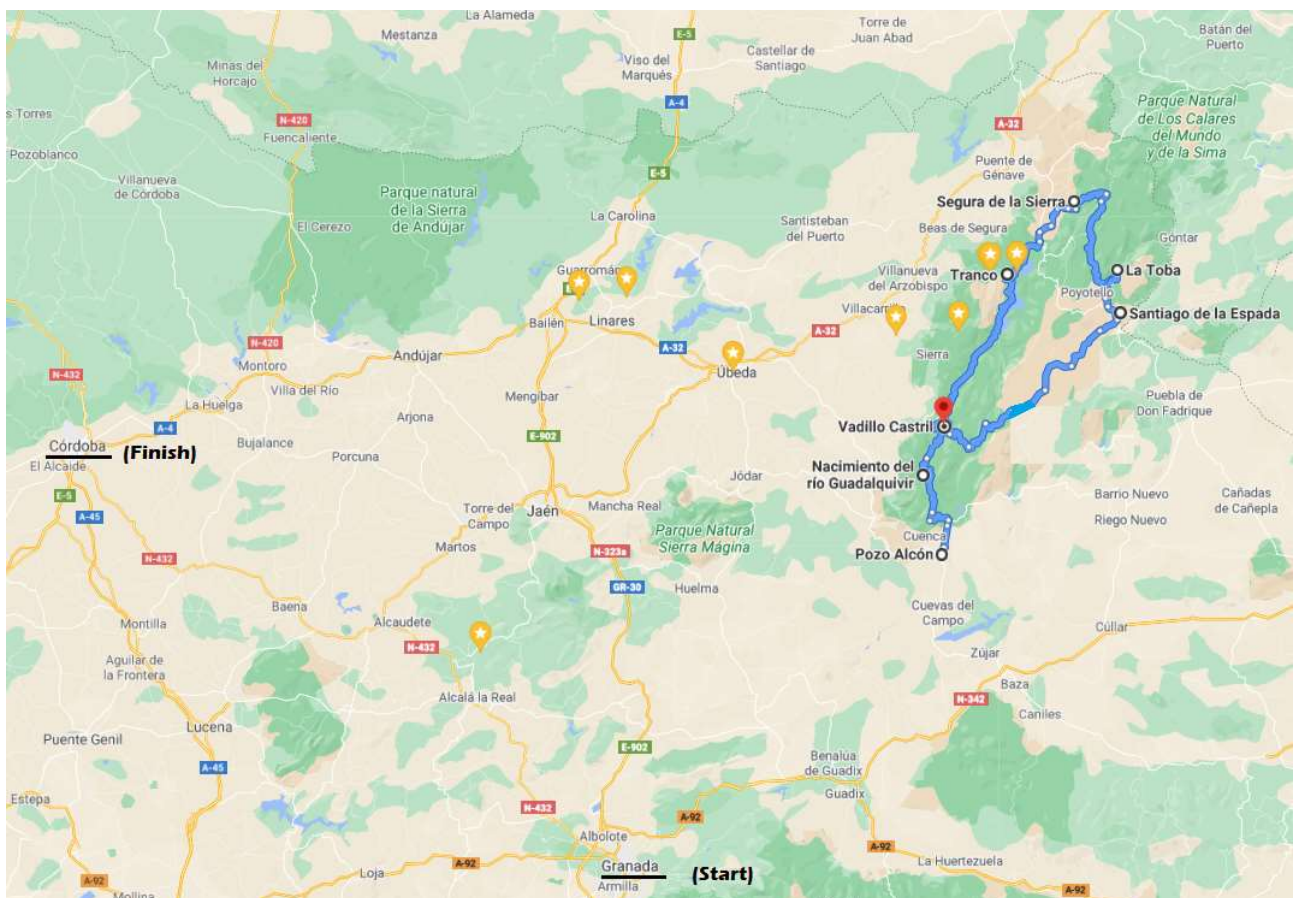 La Alameda
Mestanza
E-5
Torre de
Juan Abad
Batán del
Puerto
Minas del
Horcajo
Viso del
Marqués
Castellar de
Santiago
A-4
os Torres
N-420
Fuencaliente
A-32
Parque Natural
de Los Calares
del Mundo
y de la Sima
Pozoblanco
Villanueva
de Córdoba
E-5
Puente de
Génave
Parque natural
de la Sierra
de Andújar
El Cerezo
La Carolina
Santisteban
del Puerto
Segura de la Sierra
Beas de Segura
Góntar
Guarromán
Villanueva
del Arzobispo
Tranco
La Toba
Poyotello
Villacarrillo
Santiago de la Espada
Bailén
Linares
A-32
A-32
N-420
Andújar
Sierra
N-432
Montoro
Úbeda
Villa del Río
Mengibar
Puebla de
Don Fadrique
La Huelga
Arjona
A-4
E-902
Vadillo Castril
Córdoba
(Finish)
Bujalance
Porcuna
El Alcaide
Nacimiento del
río Guadalquivir
Jódar
E-5
A-45
Barrio Nuevo
Cañadas
de Cañepla
Torre del
Campo
Jaén
Mancha Real
Riego Nuevo
Parque Natural
Sierra Mágina
Cuenca
Martos
N-323a
Pozo Alcón
N-432
GR-30
Huelma
Baena
Cuevas del
Campo
Montilla
Alcaudete
Cúllar
N-432
Zújar
Aguilar de
la Frontera
Baza
Alcalá la Real
N-342
Caniles
Lucena
Puente Genil
E-902
Benalúa
de Guadix
A-45
Guadix
Estepa
N-432
A-92
Albolote
A-92
La Huertezuela
Granada
(Start)
A-92
Loja
A-92
Armilla
A-92
Mollina